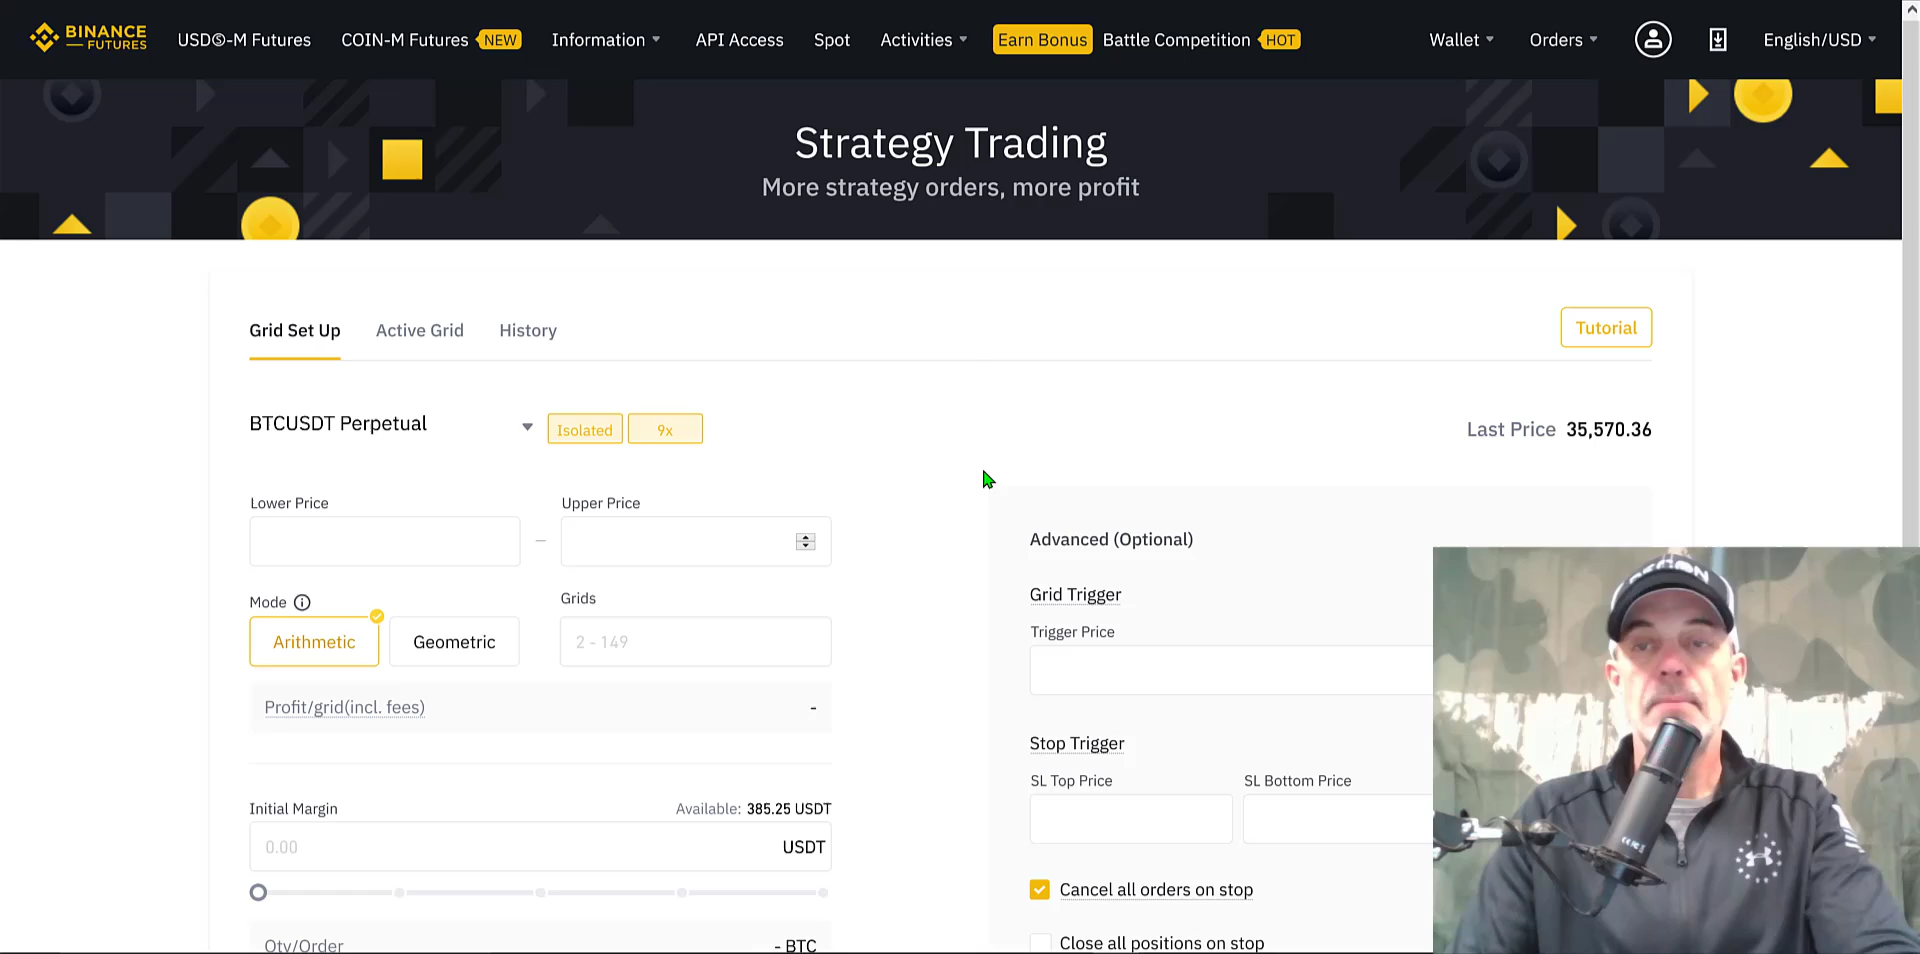 BINANCE
FUTURES
USDⓈ-M Futures
COIN-M Futures
NEW
Information
API Access
Spot
Activities
Earn Bonus
Battle Competition
HOT
Wallet
Orders
English/USD
Strategy Trading
More strategy orders, more profit
Grid Set Up
Active Grid
History
Tutorial
BTCUSDT Perpetual
Isolated
9x
Last Price 35,570.36
Lower Price
Upper Price
–
Mode
Grids
Arithmetic
Geometric
2 - 149
Profit/grid(incl. fees)
-
Initial Margin
Available: 385.25 USDT
0.00
USDT
Qty/Order
- BTC
Advanced (Optional)
Grid Trigger
Trigger Price
Stop Trigger
SL Top Price
SL Bottom Price
Cancel all orders on stop
Close all positions on stop